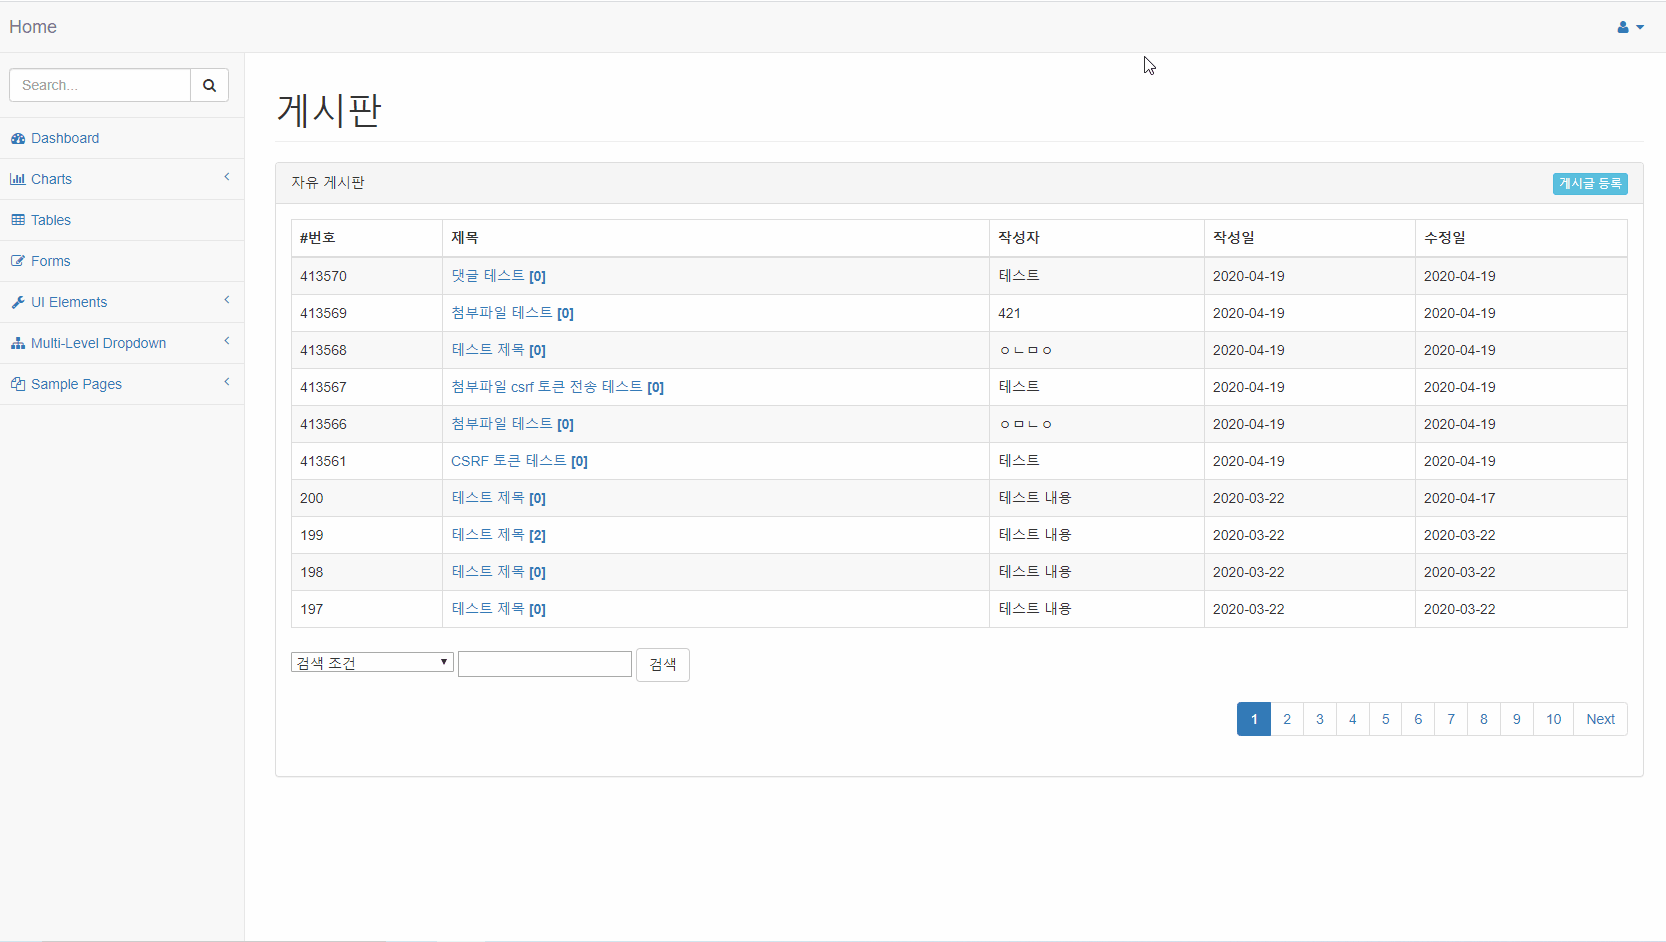 Home
Search...
Dashboard
Charts
Tables
Forms
UI Elements
Multi-Level Dropdown
Sample Pages
게시판
자유 게시판
게시글 등록
#번호 제목 작성자 작성일 수정일
413570 댓글 테스트 [0] 테스트 2020-04-19 2020-04-19
413569 첨부파일 테스트 [0] 421 2020-04-19 2020-04-19
413568 테스트 제목 [0] ㅇㄴㅁㅇ 2020-04-19 2020-04-19
413567 첨부파일 csrf 토큰 전송 테스트 [0] 테스트 2020-04-19 2020-04-19
413566 첨부파일 테스트 [0] ㅇㅁㄴㅇ 2020-04-19 2020-04-19
413561 CSRF 토큰 테스트 [0] 테스트 2020-04-19 2020-04-19
200 테스트 제목 [0] 테스트 내용 2020-03-22 2020-04-17
199 테스트 제목 [2] 테스트 내용 2020-03-22 2020-03-22
198 테스트 제목 [0] 테스트 내용 2020-03-22 2020-03-22
197 테스트 제목 [0] 테스트 내용 2020-03-22 2020-03-22
검색 조건 검색
1 2 3 4 5 6 7 8 9 10 Next